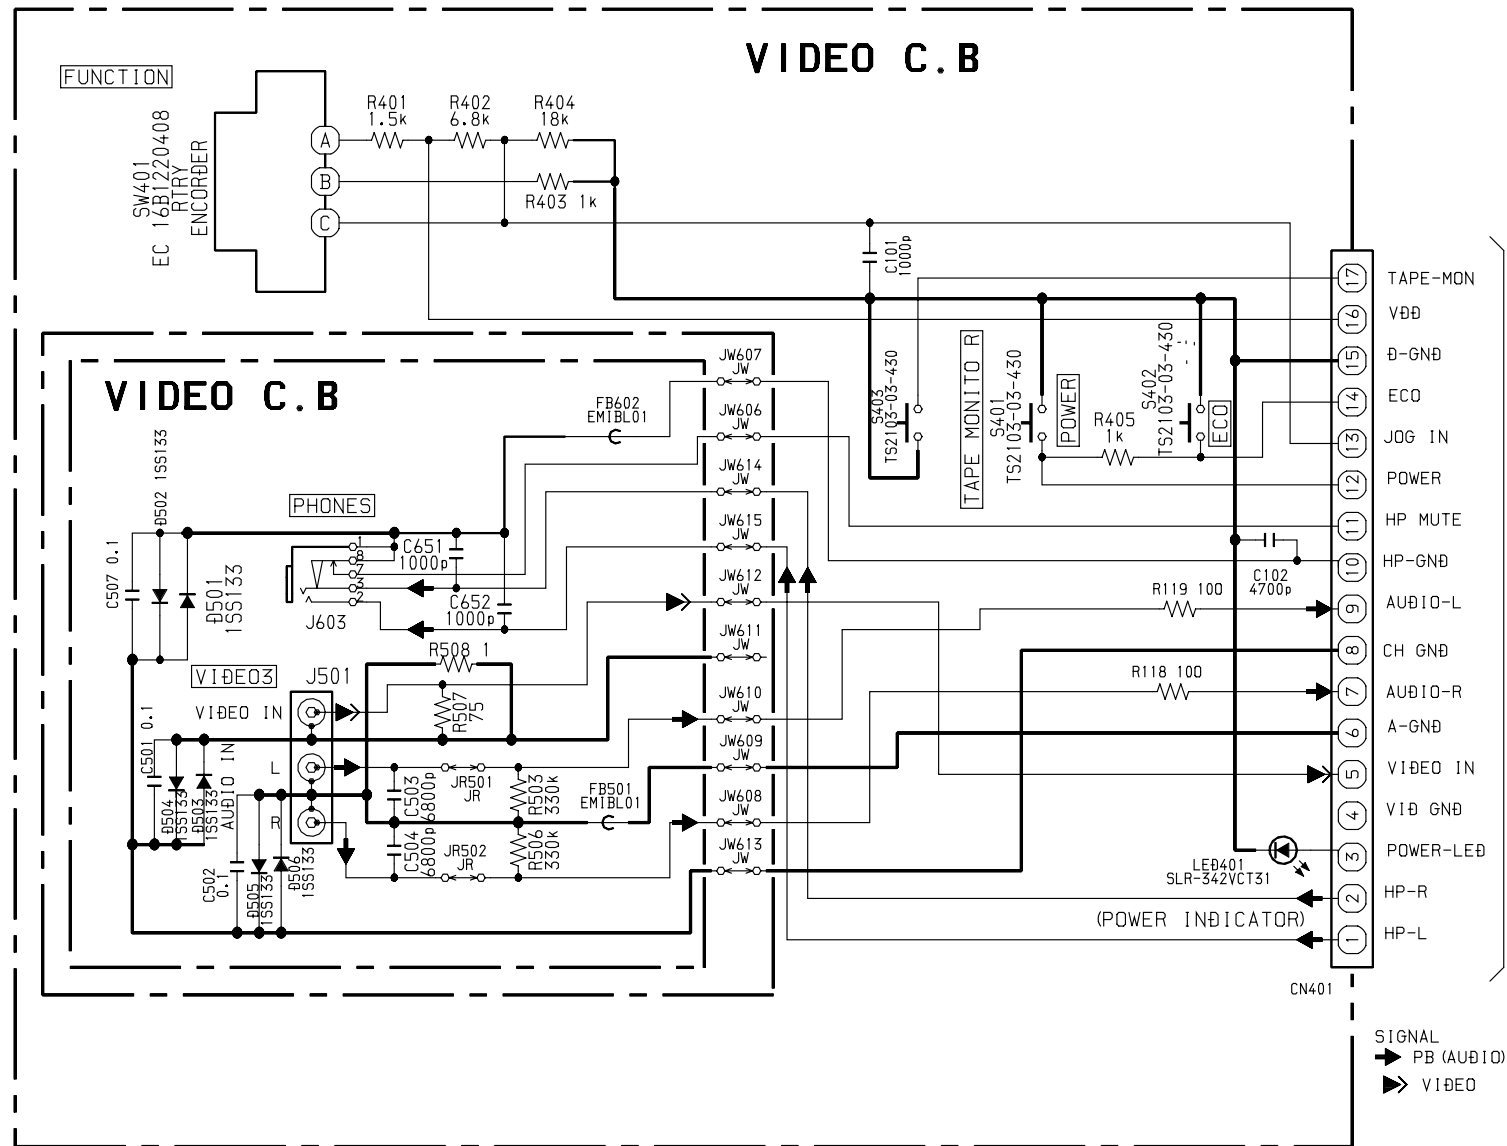 VIDEO C.B
FUNCTION
SW401
EC 16B1220408
RTRY
ENCORDER
A
B
C
R401
1.5k
R402
6.8k
R404
18k
R403 1k
C101
1000p
TAPE MONITO R
S403
TS2103-03-430
S401
TS2103-03-430
POWER
R405
1k
S402
TS2103-03-430
ECO
17 TAPE-MON
16 VDD
15 D-GND
14 ECO
13 JOG IN
12 POWER
11 HP MUTE
10 HP-GND
9 AUDIO-L
8 CH GND
7 AUDIO-R
6 A-GND
5 VIDEO IN
4 VID GND
3 POWER-LED
2 HP-R
1 HP-L
CN401
C102
4700p
R119 100
R118 100
LED401
SLR-342VCT31
(POWER INDICATOR)
VIDEO C.B
JW607
JW
JW606
JW
JW614
JW
JW615
JW
JW612
JW
JW611
JW
JW610
JW
JW609
JW
JW608
JW
JW613
JW
FB602
EMIBL01
D502 1SS133
C507 0.1
D501
1SS133
PHONES
1
8
7
3
2
J603
C651
1000p
C652
1000p
R508 1
VIDEO3
J501
VIDEO IN
R507
75
C501 0.1
D504
1SS133
D503
1SS133
AUDIO IN
L
R
C503
6800p
JR501
JR
R503
330k
FB501
EMIBL01
C504
6800p
JR502
JR
R506
330k
C502
0.1
D505
1SS133
D506
1SS133
SIGNAL
PB (AUDIO)
VIDEO